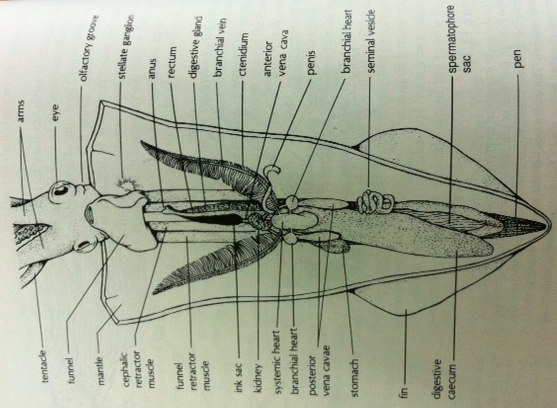 arms
eye
olfactory groove
stellate ganglion
anus
rectum
digestive gland
branchial vein
ctenidium
anterior
vena cava
penis
branchial heart
seminal vesicle
spermatophore
sac
pen
tentacle
funnel
mantle
cephalic
retractor
muscle
funnel
retractor
muscle
ink sac
kidney
systemic heart
branchial heart
posterior
vena cavae
stomach
fin
digestive
caecum